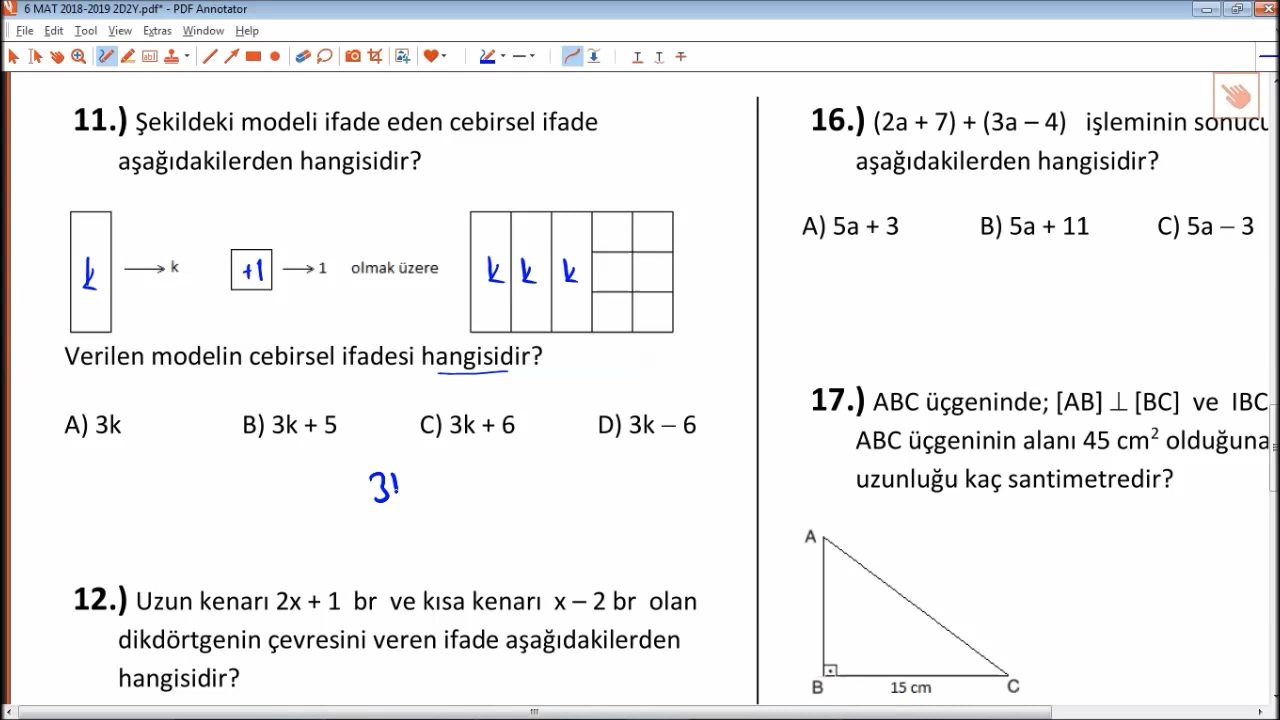 6 MAT 2018-2019 2D2Y.pdf* - PDF Annotator
File Edit Tool View Extras Window Help
11.) Şekildeki modeli ifade eden cebirsel ifade
aşağıdakilerden hangisidir?
k → k +1 → 1 olmak üzere k k k
Verilen modelin cebirsel ifadesi hangisidir?
A) 3k B) 3k + 5 C) 3k + 6 D) 3k – 6
3
12.) Uzun kenarı 2x + 1 br ve kısa kenarı x – 2 br olan
dikdörtgenin çevresini veren ifade aşağıdakilerden
hangisidir?
16.) (2a + 7) + (3a – 4) işleminin sonucu
aşağıdakilerden hangisidir?
A) 5a + 3 B) 5a + 11 C) 5a – 3
17.) ABC üçgeninde; [AB] ⊥ [BC] ve IBC
ABC üçgeninin alanı 45 cm² olduğuna
uzunluğu kaç santimetredir?
A
B 15 cm C